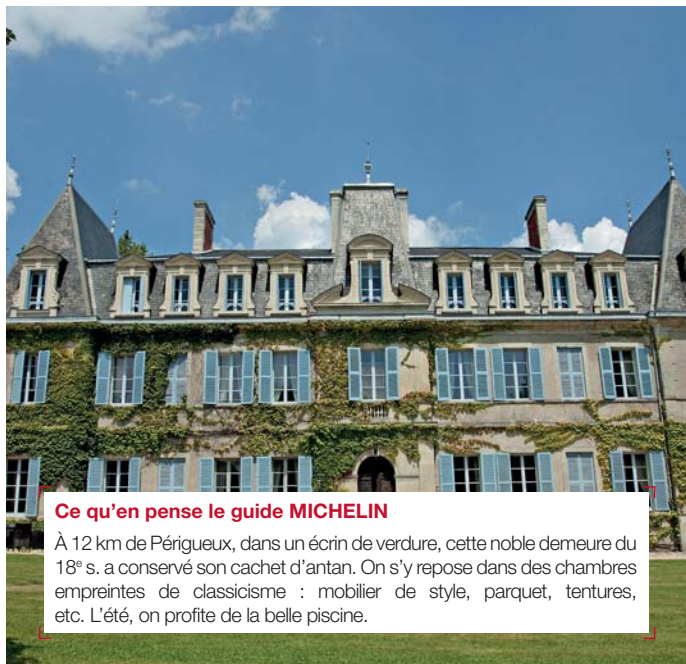 Ce qu’en pense le guide MICHELIN
À 12 km de Périgueux, dans un écrin de verdure, cette noble demeure du
18e s. a conservé son cachet d’antan. On s’y repose dans des chambres
empreintes de classicisme : mobilier de style, parquet, tentures,
etc. L’été, on profite de la belle piscine.